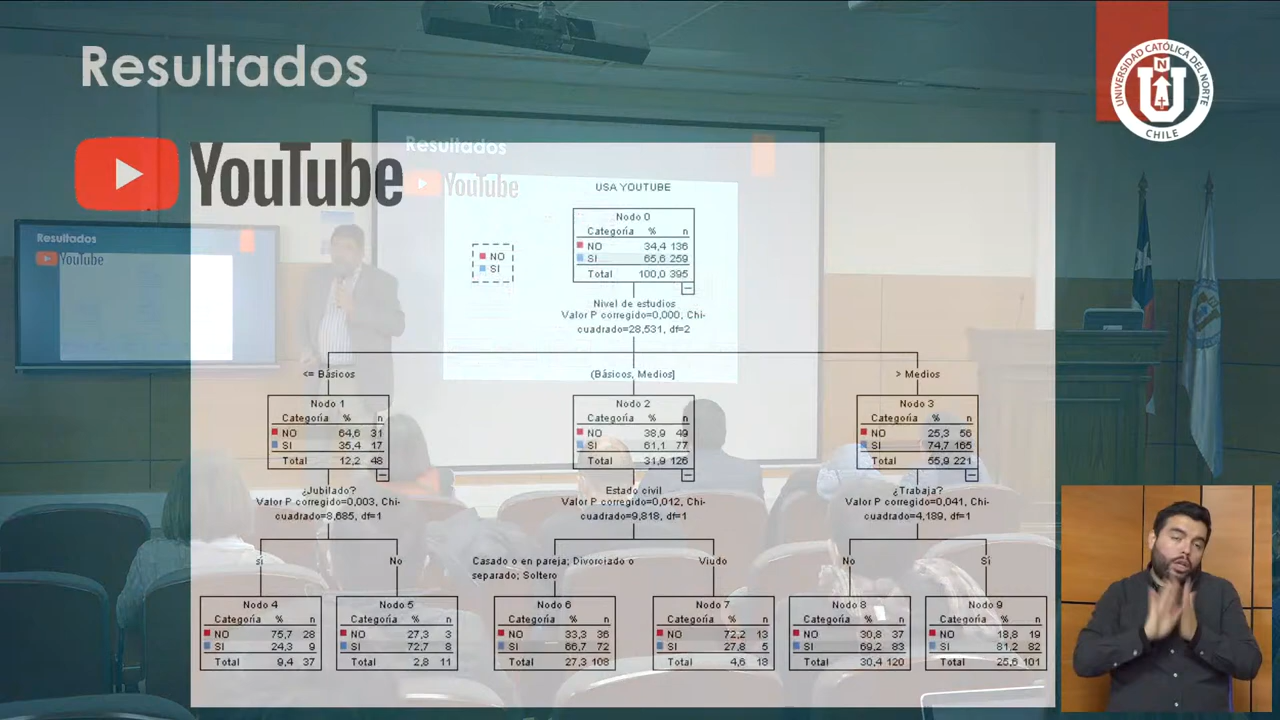 Resultados
UNIVERSIDAD CATÓLICA DEL NORTE
N
CHILE
YouTube
Resultados
YouTube
Resultados
YouTube
USA YOUTUBE
NO
SI
Nodo 0
Categoría % n
NO 34,4 136
SI 65,6 259
Total 100,0 395
Nivel de estudios
Valor P corregido=0,000, Chi-
cuadrado=28,531, df=2
<= Básicos
(Básicos, Medios]
> Medios
Nodo 1
Categoría % n
NO 64,6 31
SI 35,4 17
Total 12,2 48
Nodo 2
Categoría % n
NO 38,9 49
SI 61,1 77
Total 31,9 126
Nodo 3
Categoría % n
NO 25,3 56
SI 74,7 165
Total 55,9 221
¿Jubilado?
Valor P corregido=0,003, Chi-
cuadrado=8,685, df=1
Estado civil
Valor P corregido=0,012, Chi-
cuadrado=9,818, df=1
¿Trabaja?
Valor P corregido=0,041, Chi-
cuadrado=4,189, df=1
sí
No
Casado o en pareja; Divorciado o
separado; Soltero
Viudo
No
Sí
Nodo 4
Categoría % n
NO 75,7 28
SI 24,3 9
Total 9,4 37
Nodo 5
Categoría % n
NO 27,3 3
SI 72,7 8
Total 2,8 11
Nodo 6
Categoría % n
NO 33,3 36
SI 66,7 72
Total 27,3 108
Nodo 7
Categoría % n
NO 72,2 13
SI 27,8 5
Total 4,6 18
Nodo 8
Categoría % n
NO 30,8 37
SI 69,2 83
Total 30,4 120
Nodo 9
Categoría % n
NO 18,8 19
SI 81,2 82
Total 25,6 101